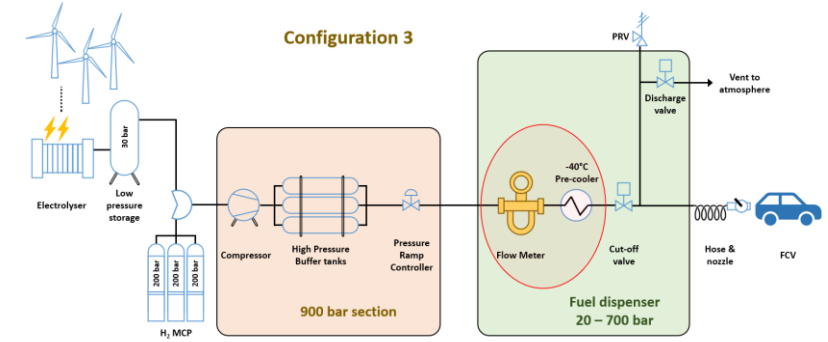 Configuration 3
PRV
Vent to
atmosphere
Discharge
valve
30 bar
-40°C
Pre-cooler
Electrolyser
Low
pressure
storage
Compressor
High Pressure
Buffer tanks
Pressure
Ramp
Controller
Flow Meter
Cut-off
valve
Hose &
nozzle
FCV
200 bar
200 bar
200 bar
900 bar section
Fuel dispenser
20 – 700 bar
H₂ MCP